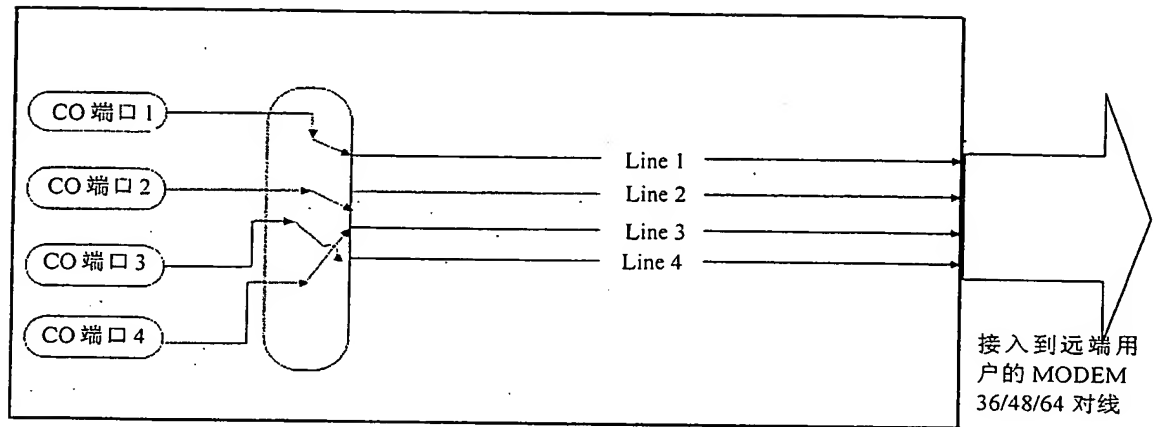 CO 端口 1
CO 端口 2
CO 端口 3
CO 端口 4
Line 1
Line 2
Line 3
Line 4
接入到远端用
户的 MODEM
36/48/64 对线